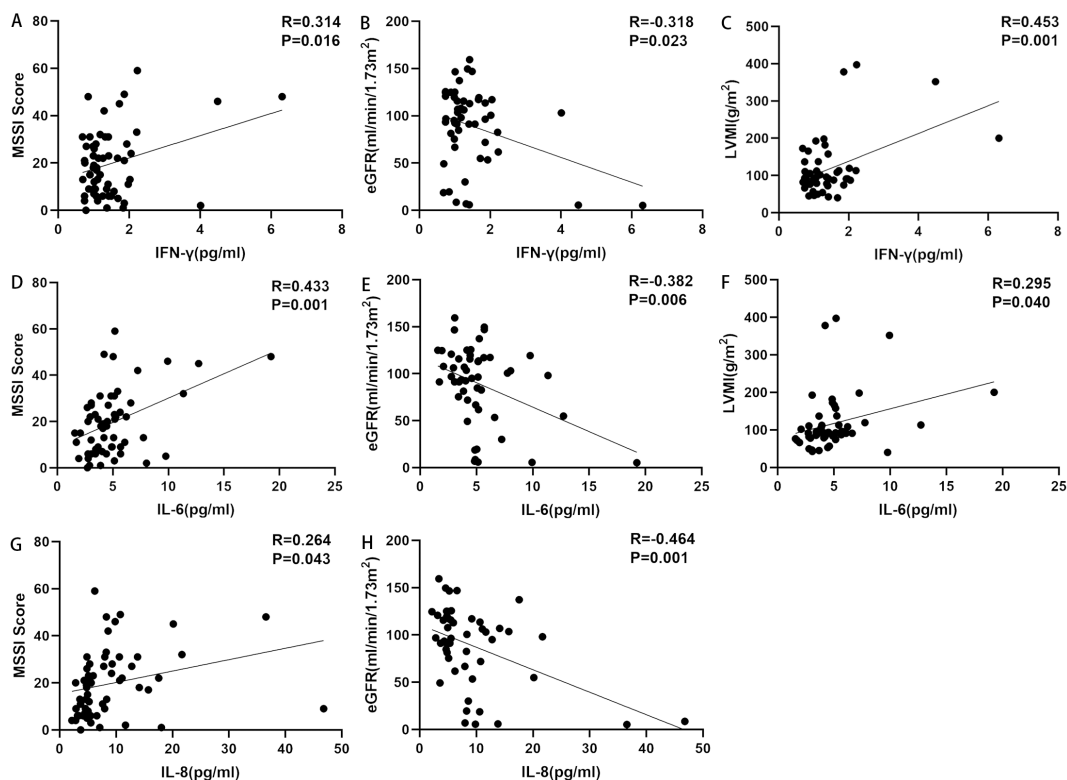 A
R=0.314
P=0.016
MSSI Score
80
60
40
20
0
0
2
4
6
8
IFN-γ(pg/ml)
B
R=-0.318
P=0.023
eGFR(ml/min/1.73m²)
200
150
100
50
0
0
2
4
6
8
IFN-γ(pg/ml)
C
R=0.453
P=0.001
LVMI(g/m²)
500
400
300
200
100
0
0
2
4
6
8
IFN-γ(pg/ml)
D
R=0.433
P=0.001
MSSI Score
80
60
40
20
0
0
5
10
15
20
25
IL-6(pg/ml)
E
R=-0.382
P=0.006
eGFR(ml/min/1.73m²)
200
150
100
50
0
0
5
10
15
20
25
IL-6(pg/ml)
F
R=0.295
P=0.040
LVMI(g/m²)
500
400
300
200
100
0
0
5
10
15
20
25
IL-6(pg/ml)
G
R=0.264
P=0.043
MSSI Score
80
60
40
20
0
0
10
20
30
40
50
IL-8(pg/ml)
H
R=-0.464
P=0.001
eGFR(ml/min/1.73m²)
200
150
100
50
0
0
10
20
30
40
50
IL-8(pg/ml)